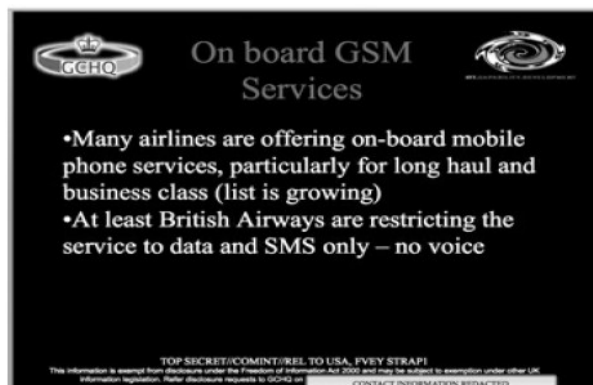 GCHQ
On board GSM
Services
•Many airlines are offering on-board mobile
phone services, particularly for long haul and
business class (list is growing)
•At least British Airways are restricting the
service to data and SMS only – no voice
TOP SECRET//COMINT//REL TO USA, FVEY STRAP1
This information is exempt from disclosure under the Freedom of Information Act 2000 and may be subject to exemption under other UK
information legislation. Refer disclosure requests to GCHQ on
CONTACT INFORMATION REDACTED